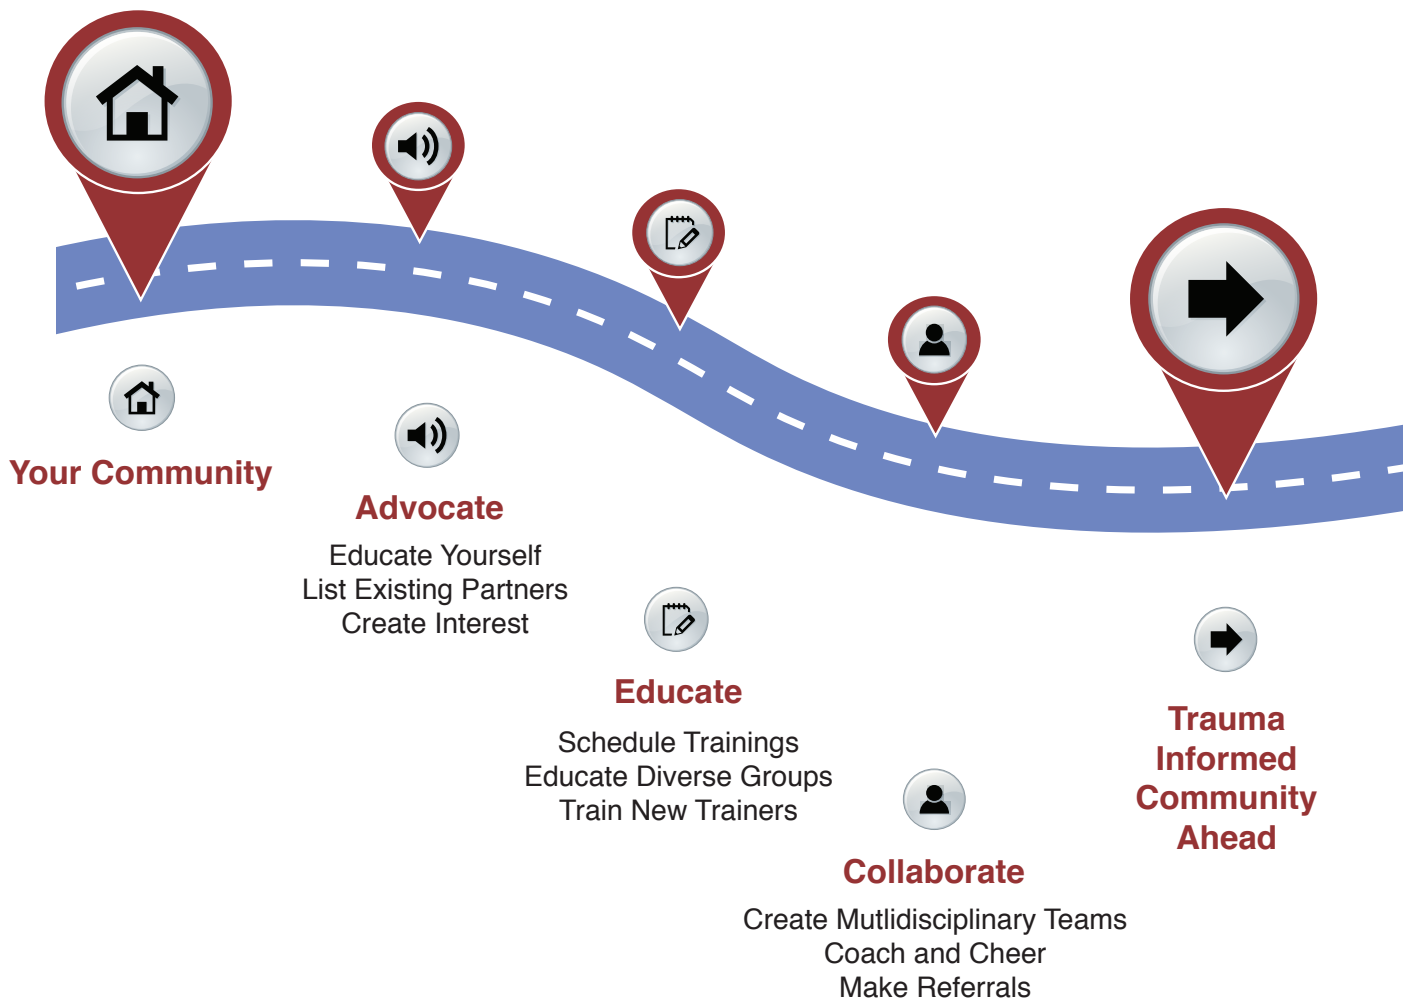 Your Community
Advocate
Educate Yourself
List Existing Partners
Create Interest
Educate
Schedule Trainings
Educate Diverse Groups
Train New Trainers
Collaborate
Create Mutlidisciplinary Teams
Coach and Cheer
Make Referrals
Trauma
Informed
Community
Ahead